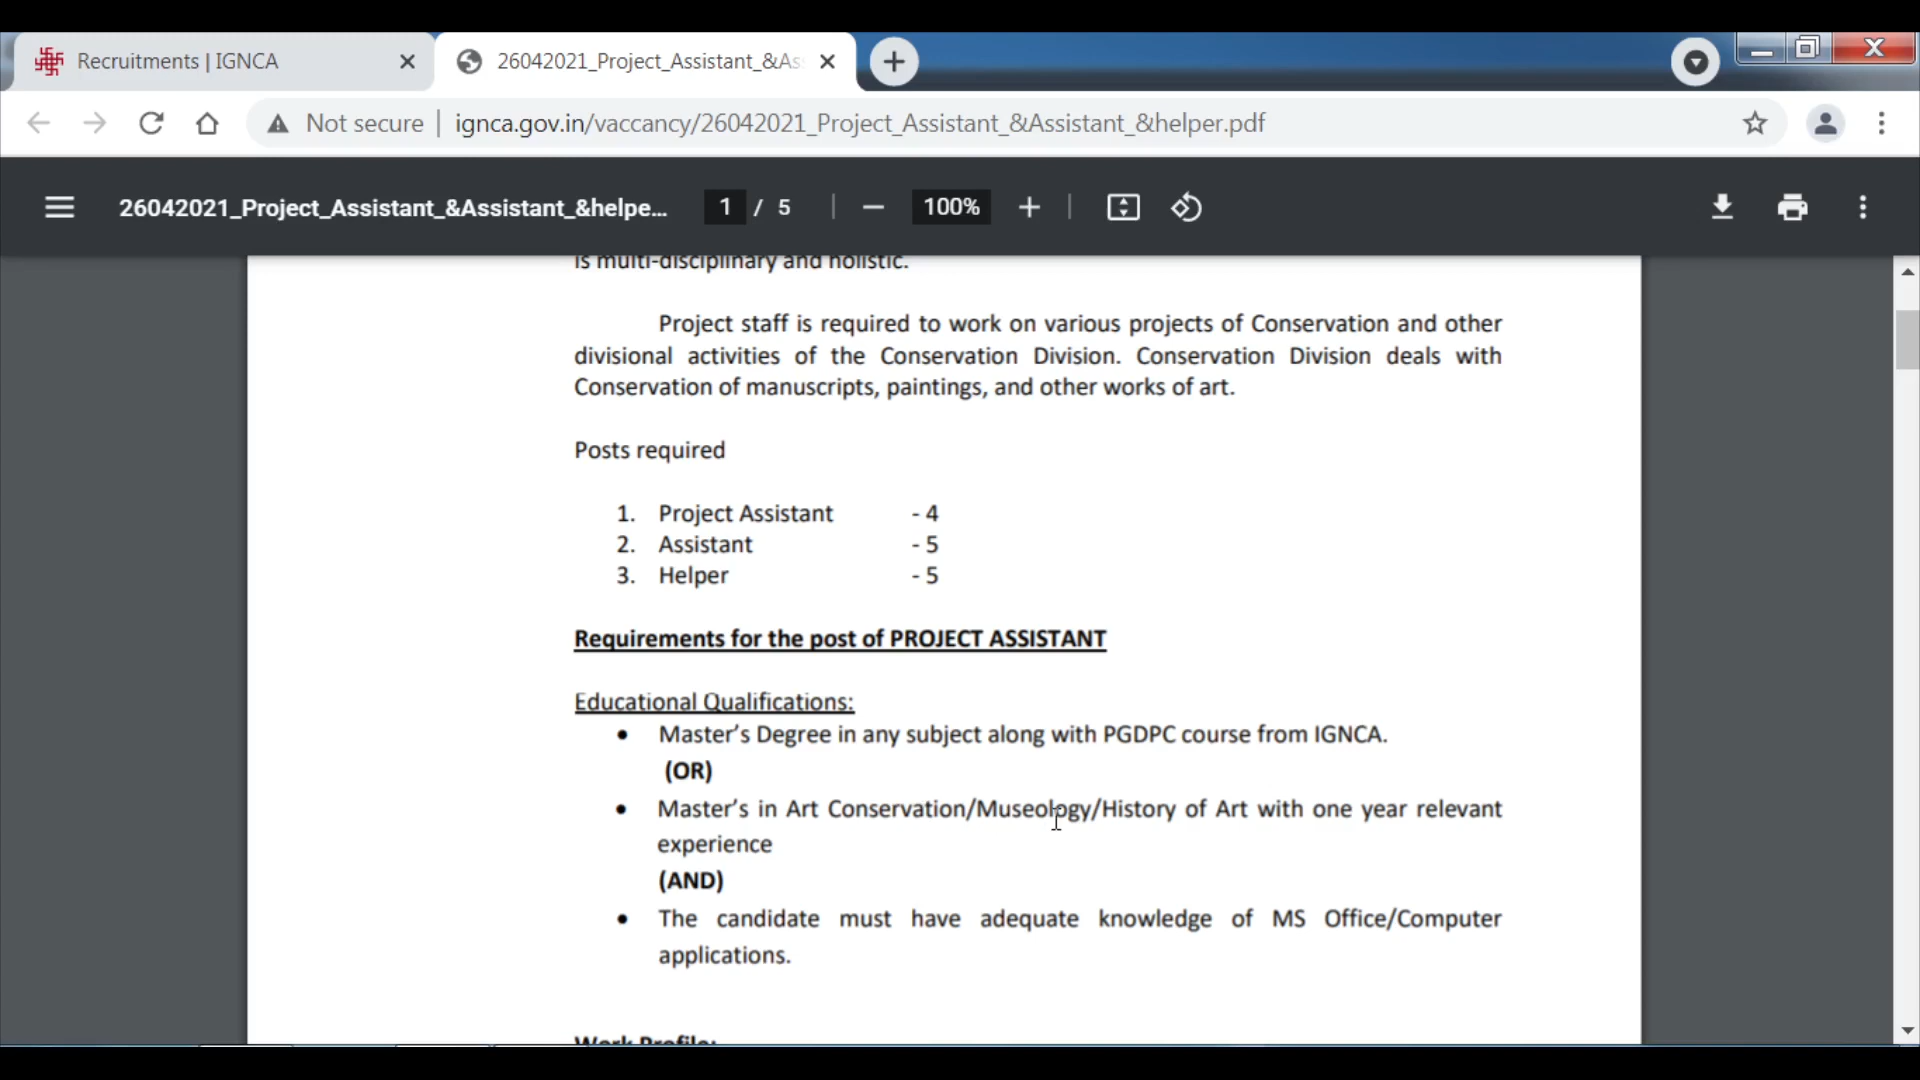 Recruitments | IGNCA
26042021_Project_Assistant_&As
Not secure | ignca.gov.in/vaccancy/26042021_Project_Assistant_&Assistant_&helper.pdf
26042021_Project_Assistant_&Assistant_&helpe... 1 / 5 100%
is multi-disciplinary and holistic.
Project staff is required to work on various projects of Conservation and other
divisional activities of the Conservation Division. Conservation Division deals with
Conservation of manuscripts, paintings, and other works of art.
Posts required
1. Project Assistant - 4
2. Assistant - 5
3. Helper - 5
Requirements for the post of PROJECT ASSISTANT
Educational Qualifications:
• Master's Degree in any subject along with PGDPC course from IGNCA.
(OR)
• Master's in Art Conservation/Museology/History of Art with one year relevant
experience
(AND)
• The candidate must have adequate knowledge of MS Office/Computer
applications.
Work Profile: